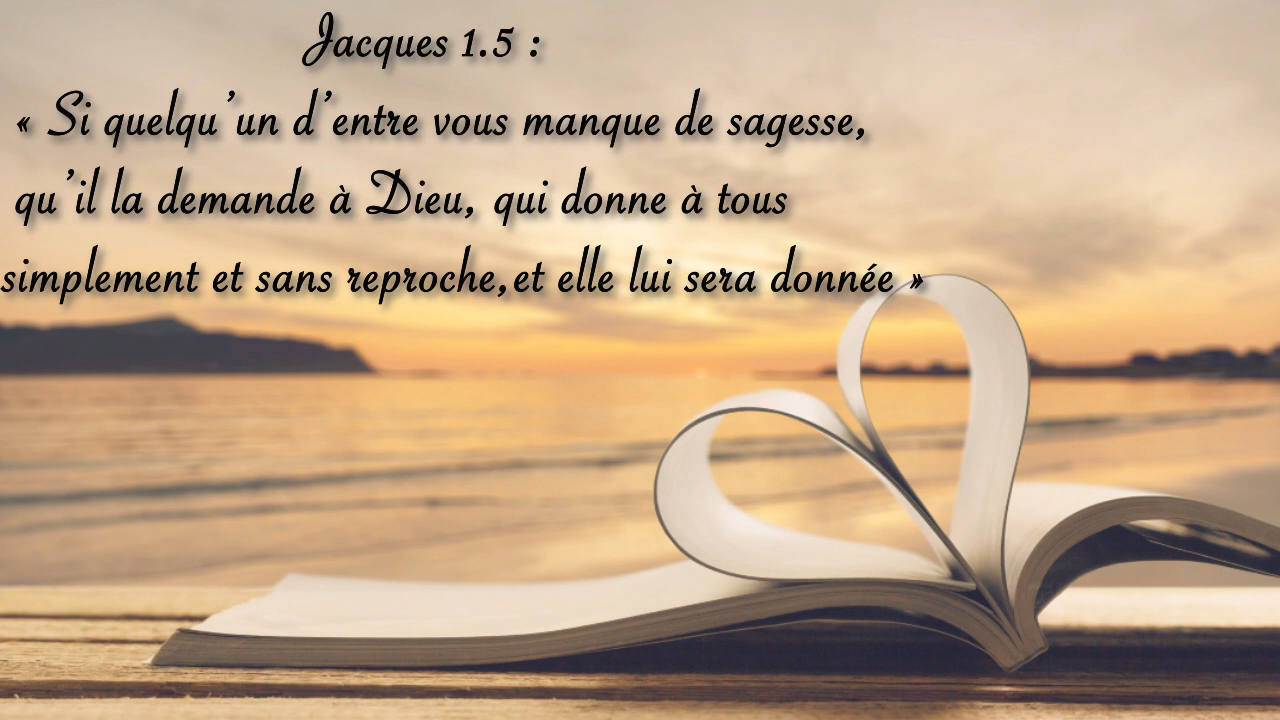 Jacques 1.5 :
« Si quelqu’un d’entre vous manque de sagesse,
qu’il la demande à Dieu, qui donne à tous
simplement et sans reproche,et elle lui sera donnée »